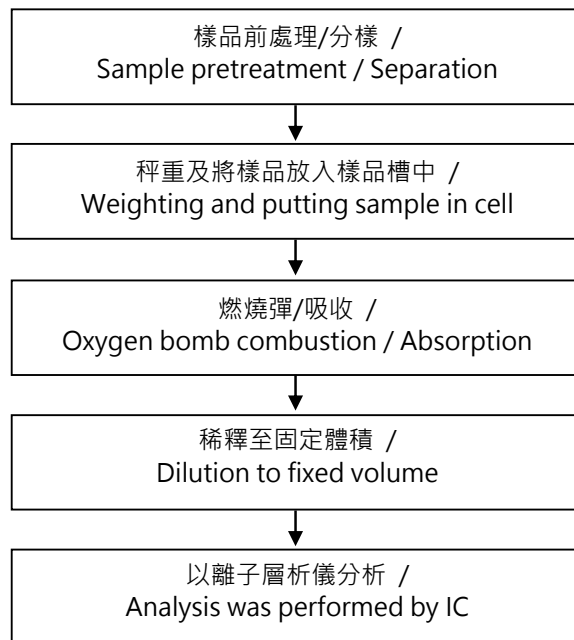 樣品前處理/分樣 /
Sample pretreatment / Separation
秤重及將樣品放入樣品槽中 /
Weighting and putting sample in cell
燃燒彈/吸收 /
Oxygen bomb combustion / Absorption
稀釋至固定體積 /
Dilution to fixed volume
以離子層析儀分析 /
Analysis was performed by IC